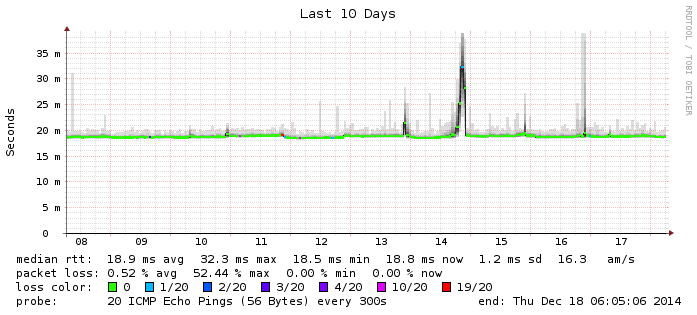 Last 10 Days
RRDTOOL / TOBI OETIKER
Seconds
35 m
30 m
25 m
20 m
15 m
10 m
5 m
0
08 09 10 11 12 13 14 15 16 17
median rtt: 18.9 ms avg 32.3 ms max 18.5 ms min 18.8 ms now 1.2 ms sd 16.3 am/s
packet loss: 0.52 % avg 52.44 % max 0.00 % min 0.00 % now
loss color: 0 1/20 2/20 3/20 4/20 10/20 19/20
probe: 20 ICMP Echo Pings (56 Bytes) every 300s end: Thu Dec 18 06:05:06 2014